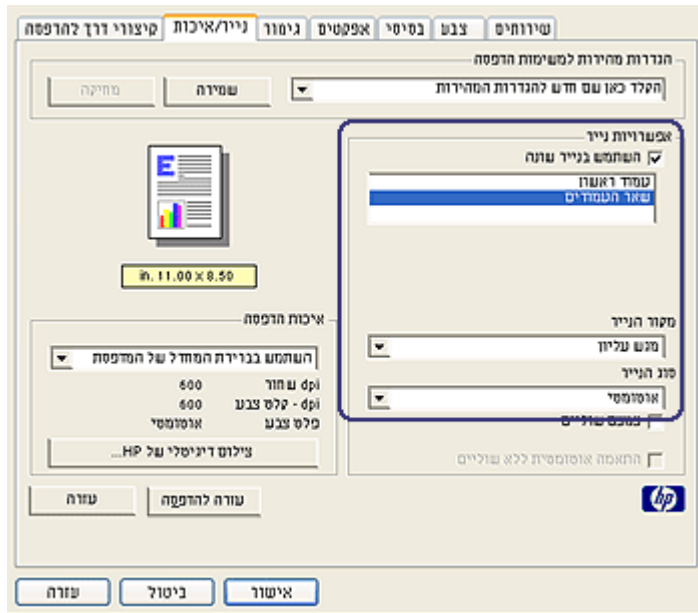 שירותים צבע בסיסי אפקטים גימור נייר/איכות קיצורי דרך להדפסה
הגדרות מהירות למשימות הדפסה
הקלד כאן שם חדש להגדרות המהירות שמירה מחיקה
אפשרויות נייר
השתמש בנייר שונה
עמוד ראשון
שאר העמודים
מקור הנייר
מגש עליון
סוג הנייר
אוטומטי
צמצם שוליים
התאמה אוטומטית ללא שוליים
E
in. 11.00 × 8.50
איכות הדפסה
השתמש בברירת המחדל של המדפסת
dpi שחור 600
dpi - קלט צבע 600
פלט צבע אוטומטי
צילום דיגיטלי של HP...
עזרה להדפסה עזרה
hp
אישור ביטול עזרה